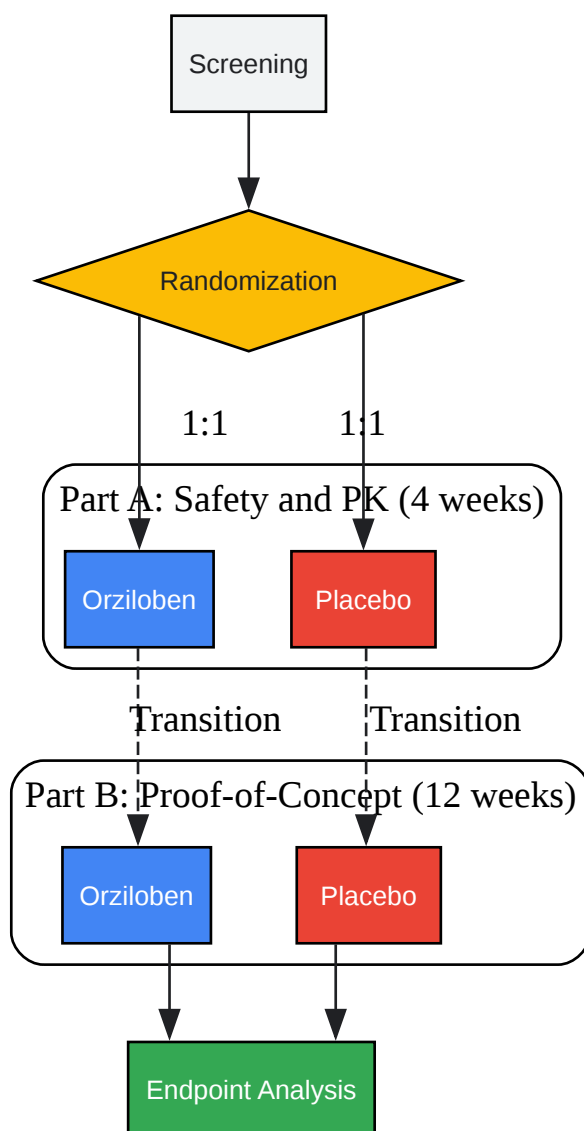 Screening
Randomization
1:1
1:1
Part A: Safety and PK (4 weeks)
Orziloben
Placebo
Transition
Transition
Part B: Proof-of-Concept (12 weeks)
Orziloben
Placebo
Endpoint Analysis